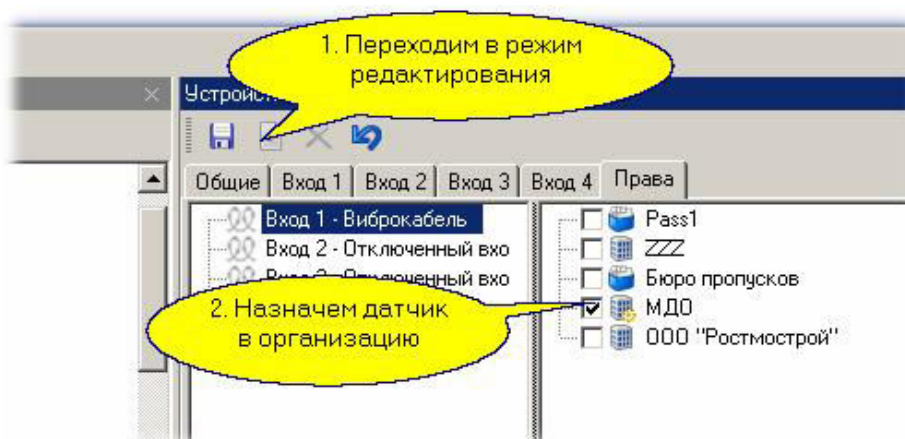 1. Переходим в режим
редактирования
Общие Вход 1 Вход 2 Вход 3 Вход 4 Права
Вход 1 - Виброкабель
Вход 2 - Отключенный вхо
2. Назначем датчик
в организацию
Pass1
ZZZ
Бюро пропусков
МДО
ООО "Ростмострой"